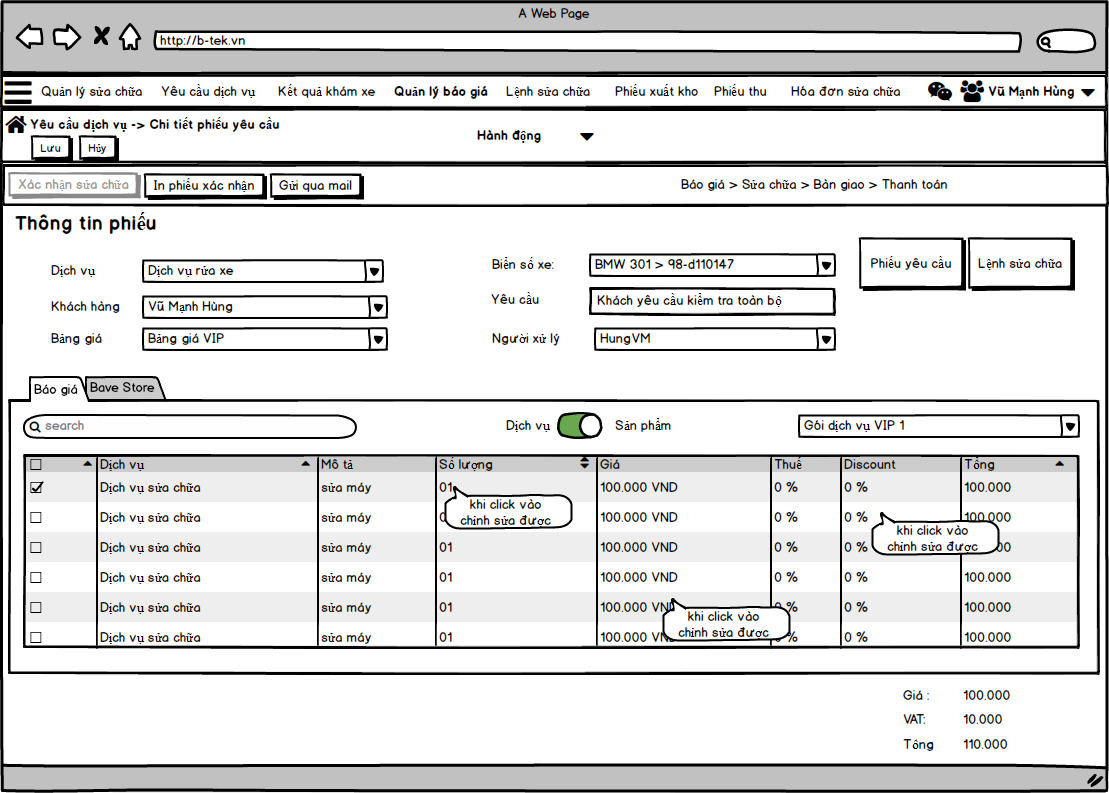 A Web Page
http://b-tek.vn
Quản lý sửa chữa Yêu cầu dịch vụ Kết quả khám xe Quản lý báo giá Lệnh sửa chữa Phiếu xuất kho Phiếu thu Hóa đơn sửa chữa Vũ Mạnh Hùng
Yêu cầu dịch vụ -> Chi tiết phiếu yêu cầu
Hành động
Lưu Hủy
Xác nhận sửa chữa In phiếu xác nhận Gửi qua mail Báo giá > Sửa chữa > Bàn giao > Thanh toán
Thông tin phiếu
Dịch vụ Dịch vụ rửa xe Biển số xe: BMW 301 > 98-d110147 Phiếu yêu cầu Lệnh sửa chữa
Khách hàng Vũ Mạnh Hùng Yêu cầu Khách yêu cầu kiểm tra toàn bộ
Bảng giá Bảng giá VIP Người xử lý HungVM
Báo giá Bave Store
search Dịch vụ Sản phẩm Gói dịch vụ VIP 1
Dịch vụ Mô tả Số lượng Giá Thuế Discount Tổng
Dịch vụ sửa chữa sửa máy 01 100.000 VND 0 % 0 % 100.000
khi click vào
chỉnh sửa được
Dịch vụ sửa chữa sửa máy 100.000 VND 0 % 0 % 100.000
khi click vào
chỉnh sửa được
Dịch vụ sửa chữa sửa máy 01 100.000 VND 0 % 0 %
Dịch vụ sửa chữa sửa máy 01 100.000 VND 0 % 0 % 100.000
Dịch vụ sửa chữa sửa máy 01 100.000 VND 0 % 0 % 100.000
khi click vào
chỉnh sửa được
Dịch vụ sửa chữa sửa máy 01 100.000 % 0 % 100.000
Giá : 100.000
VAT: 10.000
Tổng 110.000